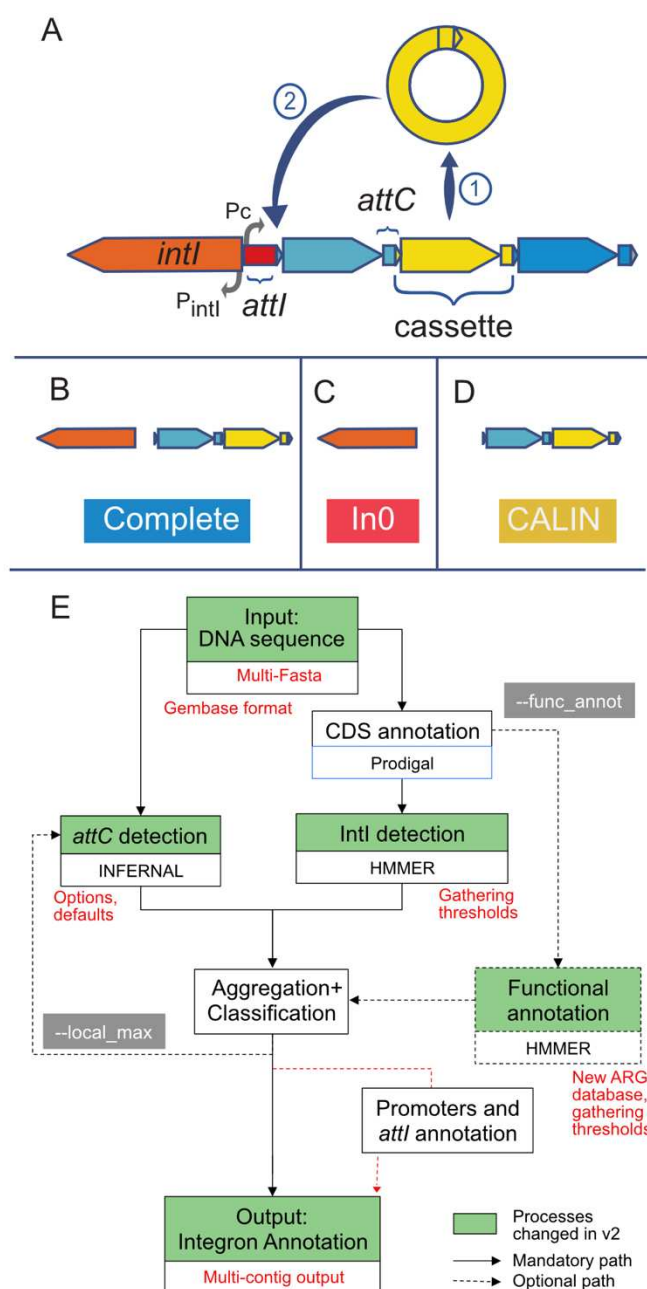 A
2
1
Pc
attC
intI
PintI
attI
cassette
B
C
D
Complete
In0
CALIN
E
Input:
DNA sequence
Multi-Fasta
Gembase format
--func_annot
CDS annotation
Prodigal
attC detection
INFERNAL
IntI detection
HMMER
Options,
defaults
Gathering
thresholds
Aggregation+
Classification
Functional
annotation
HMMER
--local_max
New ARG
database,
gathering
thresholds
Promoters and
attI annotation
Output:
Integron Annotation
Multi-contig output
Processes
changed in v2
Mandatory path
Optional path